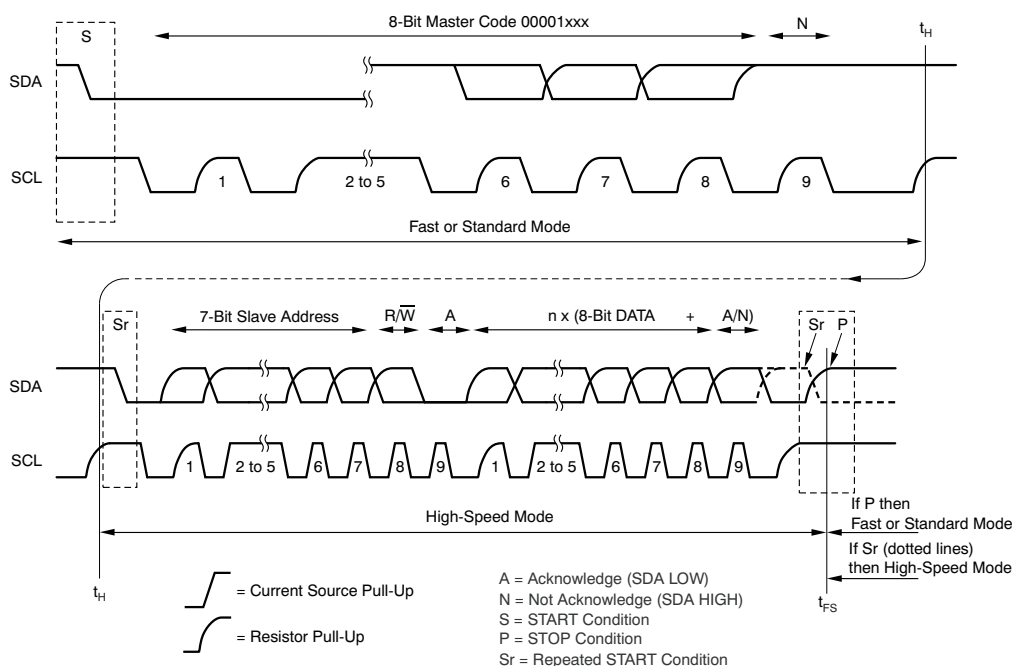 8-Bit Master Code 00001xxx
S
N
tH
SDA
SCL
1
2 to 5
6
7
8
9
Fast or Standard Mode
Sr
7-Bit Slave Address
R/W̅
A
n x (8-Bit DATA
+
A/N)
Sr
P
SDA
SCL
1
2 to 5
6
7
8
9
1
2 to 5
6
7
8
9
High-Speed Mode
If P then
Fast or Standard Mode
If Sr (dotted lines)
then High-Speed Mode
tH
tFS
= Current Source Pull-Up
= Resistor Pull-Up
A = Acknowledge (SDA LOW)
N = Not Acknowledge (SDA HIGH)
S = START Condition
P = STOP Condition
Sr = Repeated START Condition